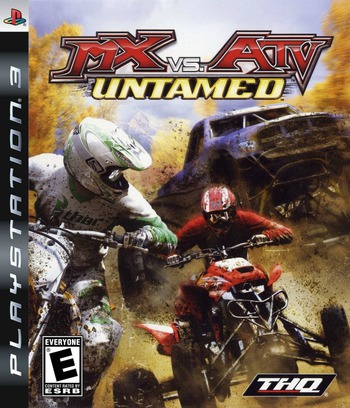 PLAYSTATION 3
MX VS. ATV
UNTAMED
EVERYONE
E
CONTENT RATED BY
ESRB
THQ